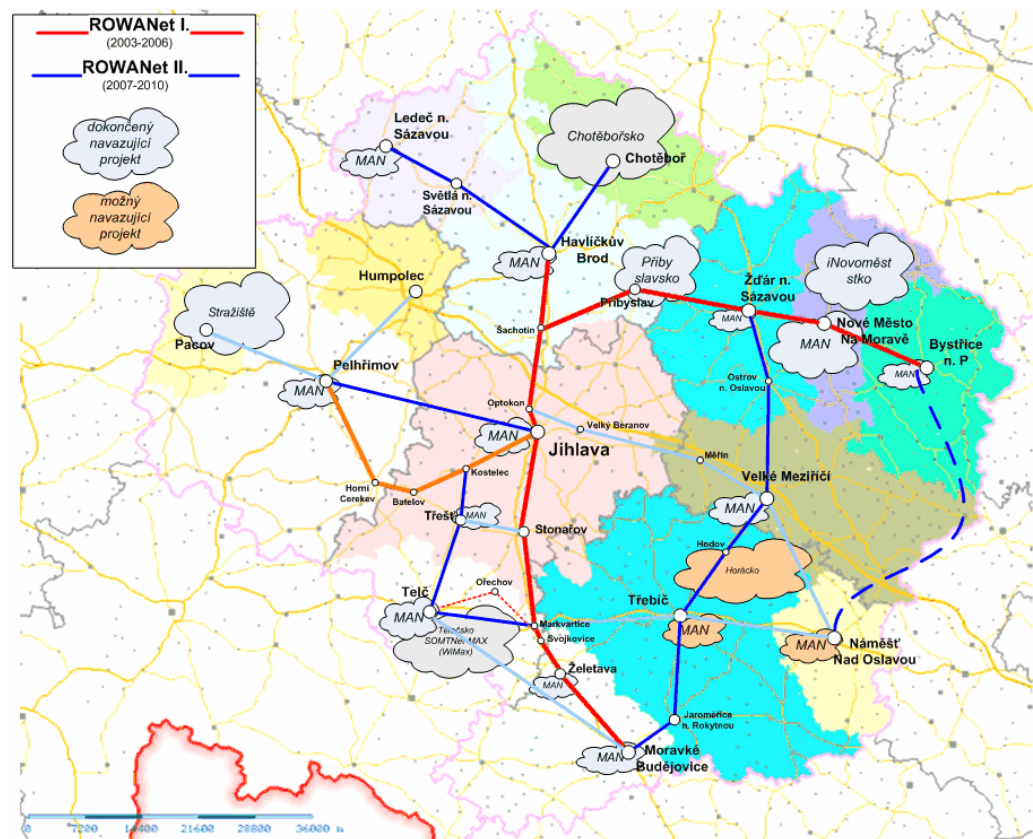 ROWANet I.
(2003-2006)
ROWANet II.
(2007-2010)
dokončený
navazující
projekt
možný
navazující
projekt
Ledeč n.
Sázavou
MAN
Světlá n.
Sázavou
Chotěbořsko
Chotěboř
Havlíčkův
Brod
MAN
Humpolec
Přiby
slavsko
Přibyslav
Žďár n.
Sázavou
MAN
iNovoměst
stko
Nové Město
Na Moravě
MAN
Stražiště
Pacov
Šachotín
Bystřice
n. P
MAN
Pelhřimov
MAN
Ostrov
n. Oslavou
Optokon
Velký Beranov
MAN
Jihlava
Měřín
Kostelec
Horní
Cerekev
Batelov
Velké Meziříčí
MAN
Třešť
MAN
Stonařov
Hodov
Horácko
Ořechov
Telč
MAN
Telečsko
SOMTNet MAX
(WiMax)
Markvartice
Svojkovice
Třebíč
MAN
MAN
Náměšť
Nad Oslavou
Želetava
MAN
Jaroměřice
n. Rokytnou
Moravké
Budějovice
MAN
0 7200 14400 21600 28800 36000 m